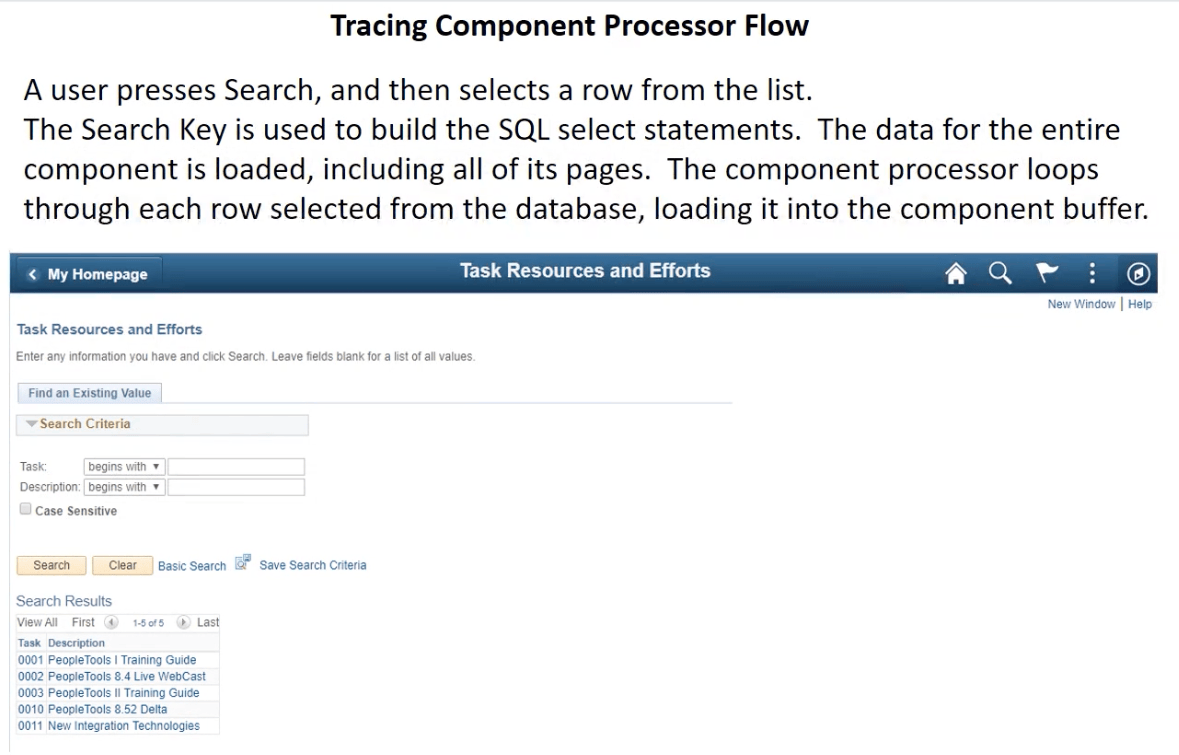 Tracing Component Processor Flow
A user presses Search, and then selects a row from the list.
The Search Key is used to build the SQL select statements. The data for the entire
component is loaded, including all of its pages. The component processor loops
through each row selected from the database, loading it into the component buffer.
My Homepage
Task Resources and Efforts
New Window | Help
Task Resources and Efforts
Enter any information you have and click Search. Leave fields blank for a list of all values.
Find an Existing Value
Search Criteria
Task: begins with
Description: begins with
Case Sensitive
Search Clear Basic Search Save Search Criteria
Search Results
View All First 1-5 of 5 Last
Task Description
0001 PeopleTools I Training Guide
0002 PeopleTools 8.4 Live WebCast
0003 PeopleTools II Training Guide
0010 PeopleTools 8.52 Delta
0011 New Integration Technologies